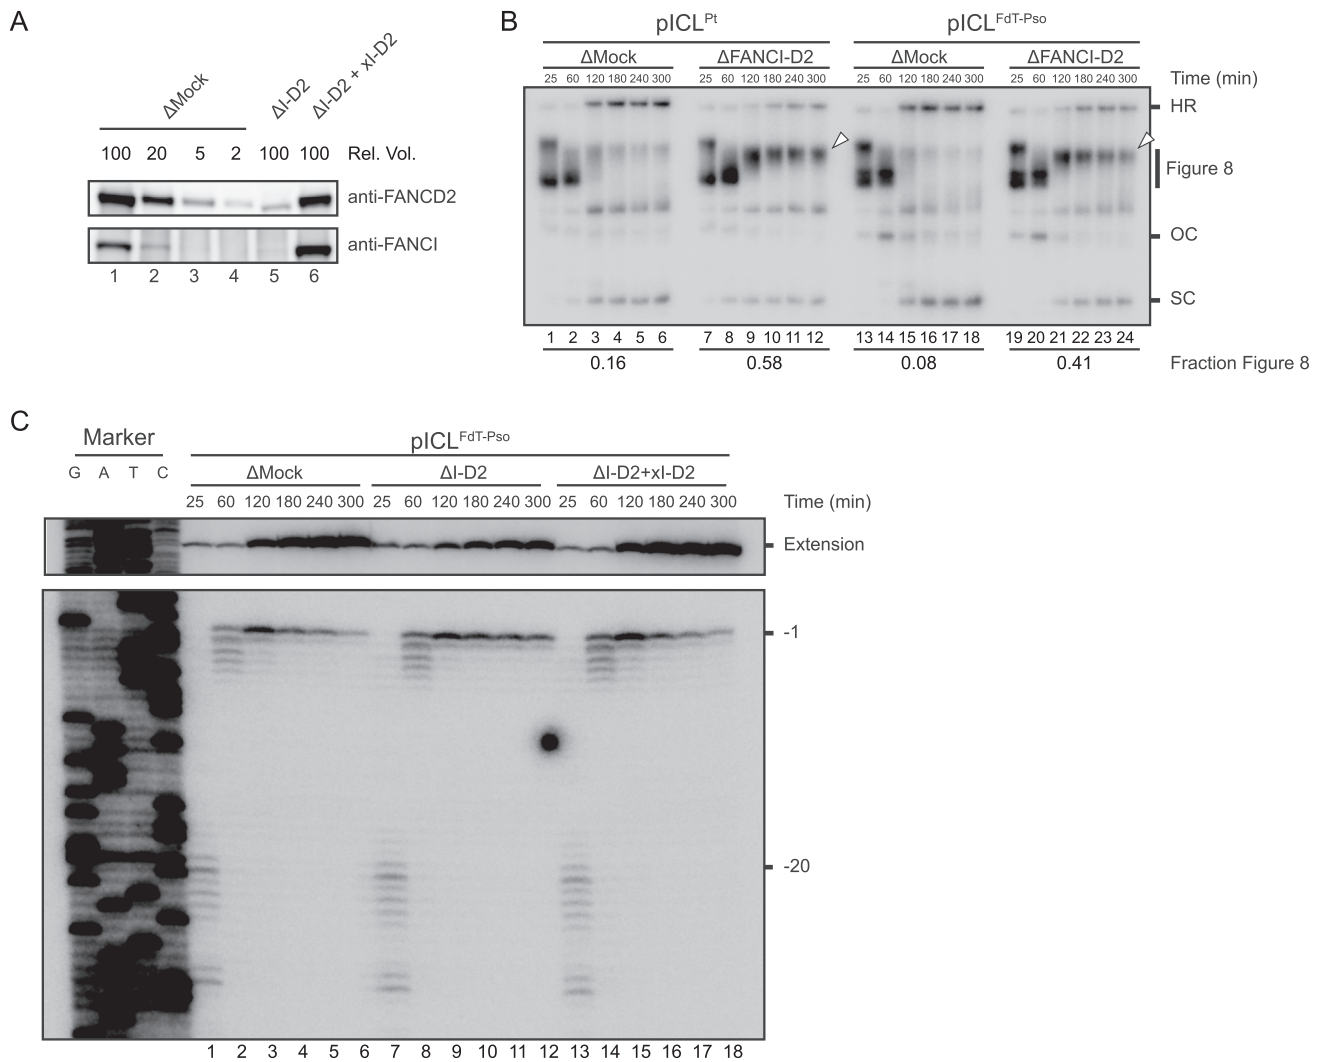 A
ΔMock ΔI-D2 ΔI-D2 + xI-D2
100 20 5 2 100 100 Rel. Vol.
anti-FANCD2
anti-FANCI
1 2 3 4 5 6
B
pICLPt pICLFdT-Pso
ΔMock ΔFANCI-D2 ΔMock ΔFANCI-D2
25 60 120 180 240 300 25 60 120 180 240 300 25 60 120 180 240 300 25 60 120 180 240 300 Time (min)
HR
Figure 8
OC
SC
1 2 3 4 5 6 7 8 9 10 11 12 13 14 15 16 17 18 19 20 21 22 23 24
0.16 0.58 0.08 0.41 Fraction Figure 8
C
Marker pICLFdT-Pso
G A T C ΔMock ΔI-D2 ΔI-D2+xI-D2
25 60 120 180 240 300 25 60 120 180 240 300 25 60 120 180 240 300 Time (min)
Extension
-1
-20
1 2 3 4 5 6 7 8 9 10 11 12 13 14 15 16 17 18